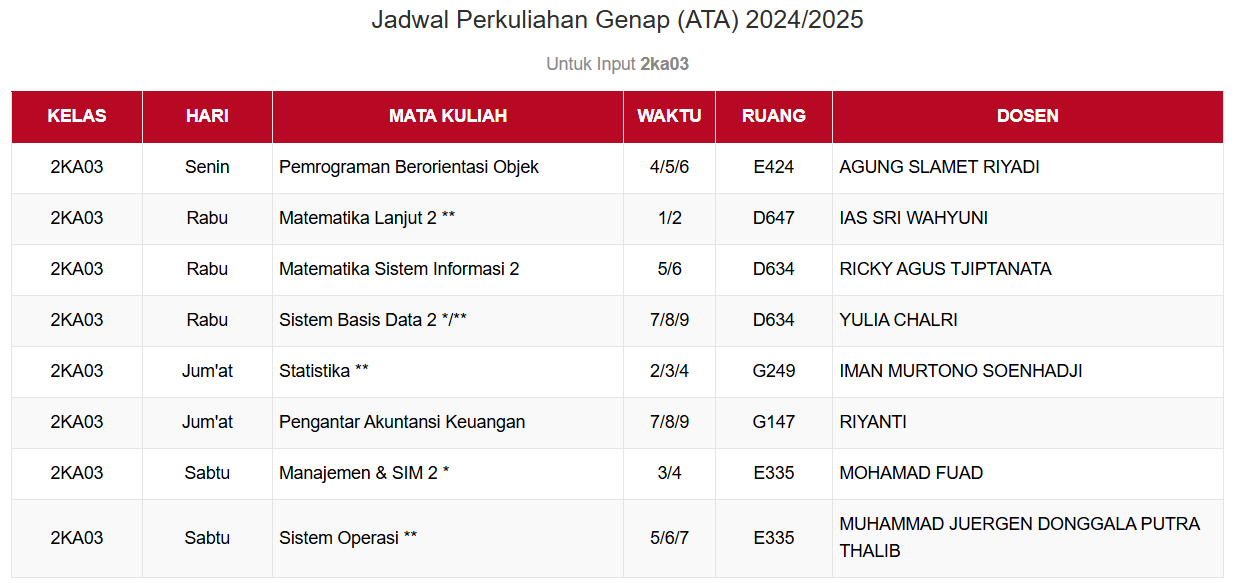 Jadwal Perkuliahan Genap (ATA) 2024/2025
Untuk Input 2ka03
KELAS HARI MATA KULIAH WAKTU RUANG DOSEN
2KA03 Senin Pemrograman Berorientasi Objek 4/5/6 E424 AGUNG SLAMET RIYADI
2KA03 Rabu Matematika Lanjut 2 ** 1/2 D647 IAS SRI WAHYUNI
2KA03 Rabu Matematika Sistem Informasi 2 5/6 D634 RICKY AGUS TJIPTANATA
2KA03 Rabu Sistem Basis Data 2 */** 7/8/9 D634 YULIA CHALRI
2KA03 Jum'at Statistika ** 2/3/4 G249 IMAN MURTONO SOENHADJI
2KA03 Jum'at Pengantar Akuntansi Keuangan 7/8/9 G147 RIYANTI
2KA03 Sabtu Manajemen & SIM 2 * 3/4 E335 MOHAMAD FUAD
2KA03 Sabtu Sistem Operasi ** 5/6/7 E335 MUHAMMAD JUERGEN DONGGALA PUTRA
THALIB